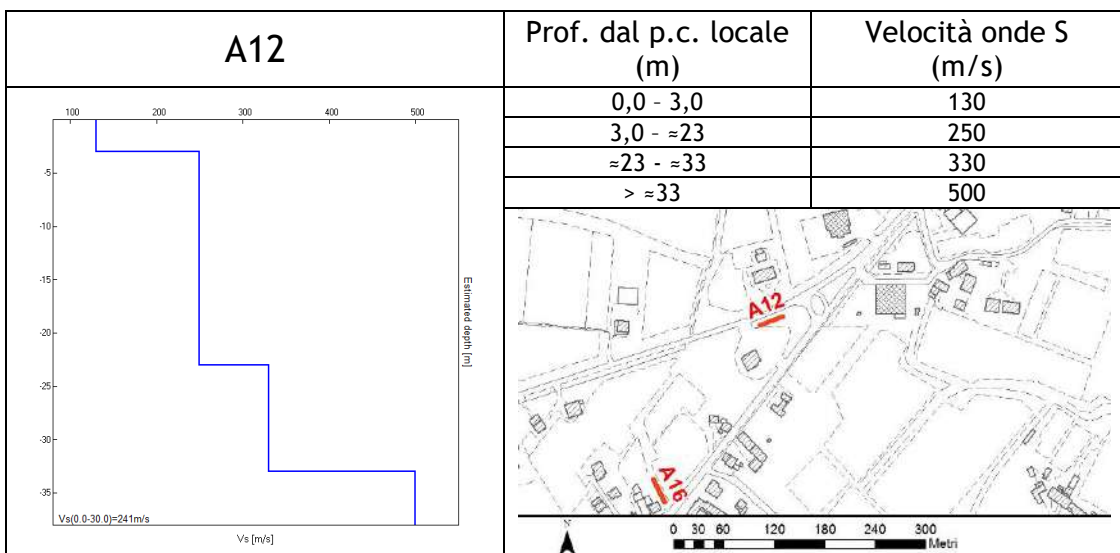 A12
Prof. dal p.c. locale
(m)
Velocità onde S
(m/s)
0,0 – 3,0
130
3,0 – ≈23
250
≈23 - ≈33
330
> ≈33
500
100 200 300 400 500
-5
-10
-15
-20
-25
-30
-35
Estimated depth [m]
Vs(0.0-30.0)=241m/s
Vs [m/s]
A12
A16
N
0 30 60 120 180 240 300
Metri